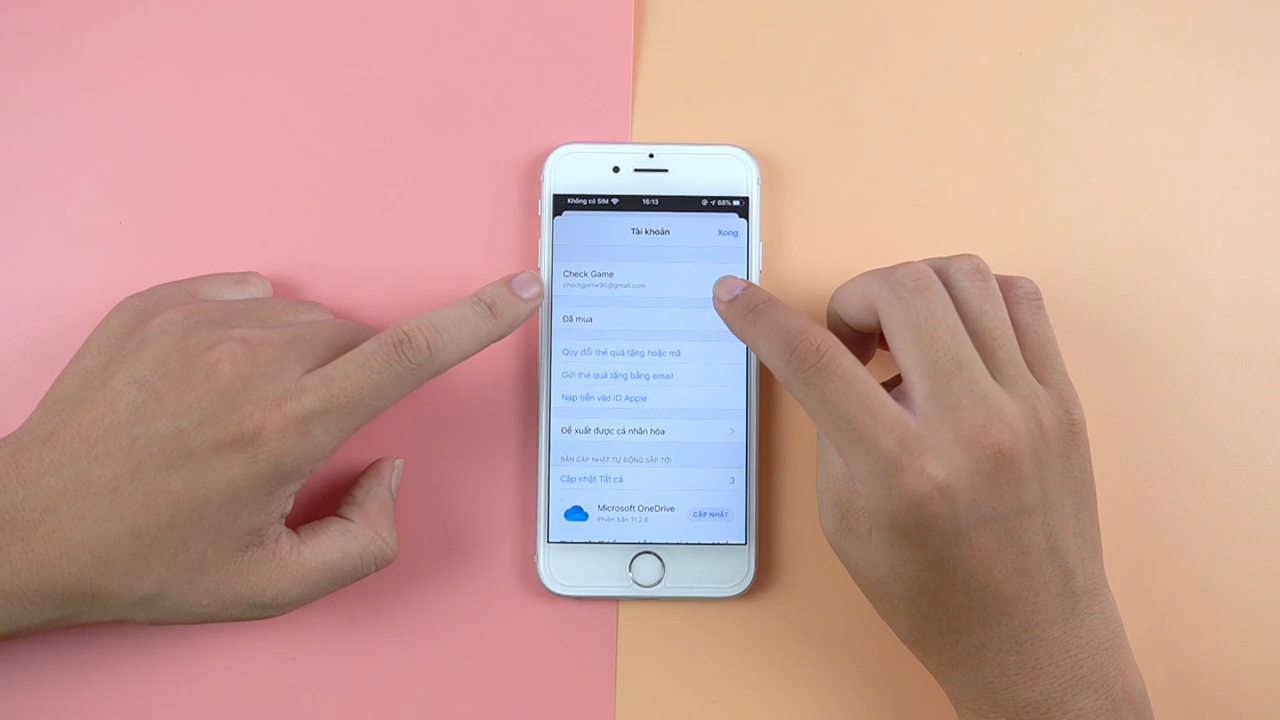 Không có SIM 16:13 68%
Tài khoản Xong
Check Game
checkgame96@gmail.com
Đã mua
Quy đổi thẻ quà tặng hoặc mã
Gửi thẻ quà tặng bằng email
Nạp tiền vào ID Apple
Đề xuất được cá nhân hóa
BẢN CẬP NHẬT TỰ ĐỘNG SẮP TỚI
Cập nhật Tất cả 3
Microsoft OneDrive
Phiên bản 11.2.6
CẬP NHẬT